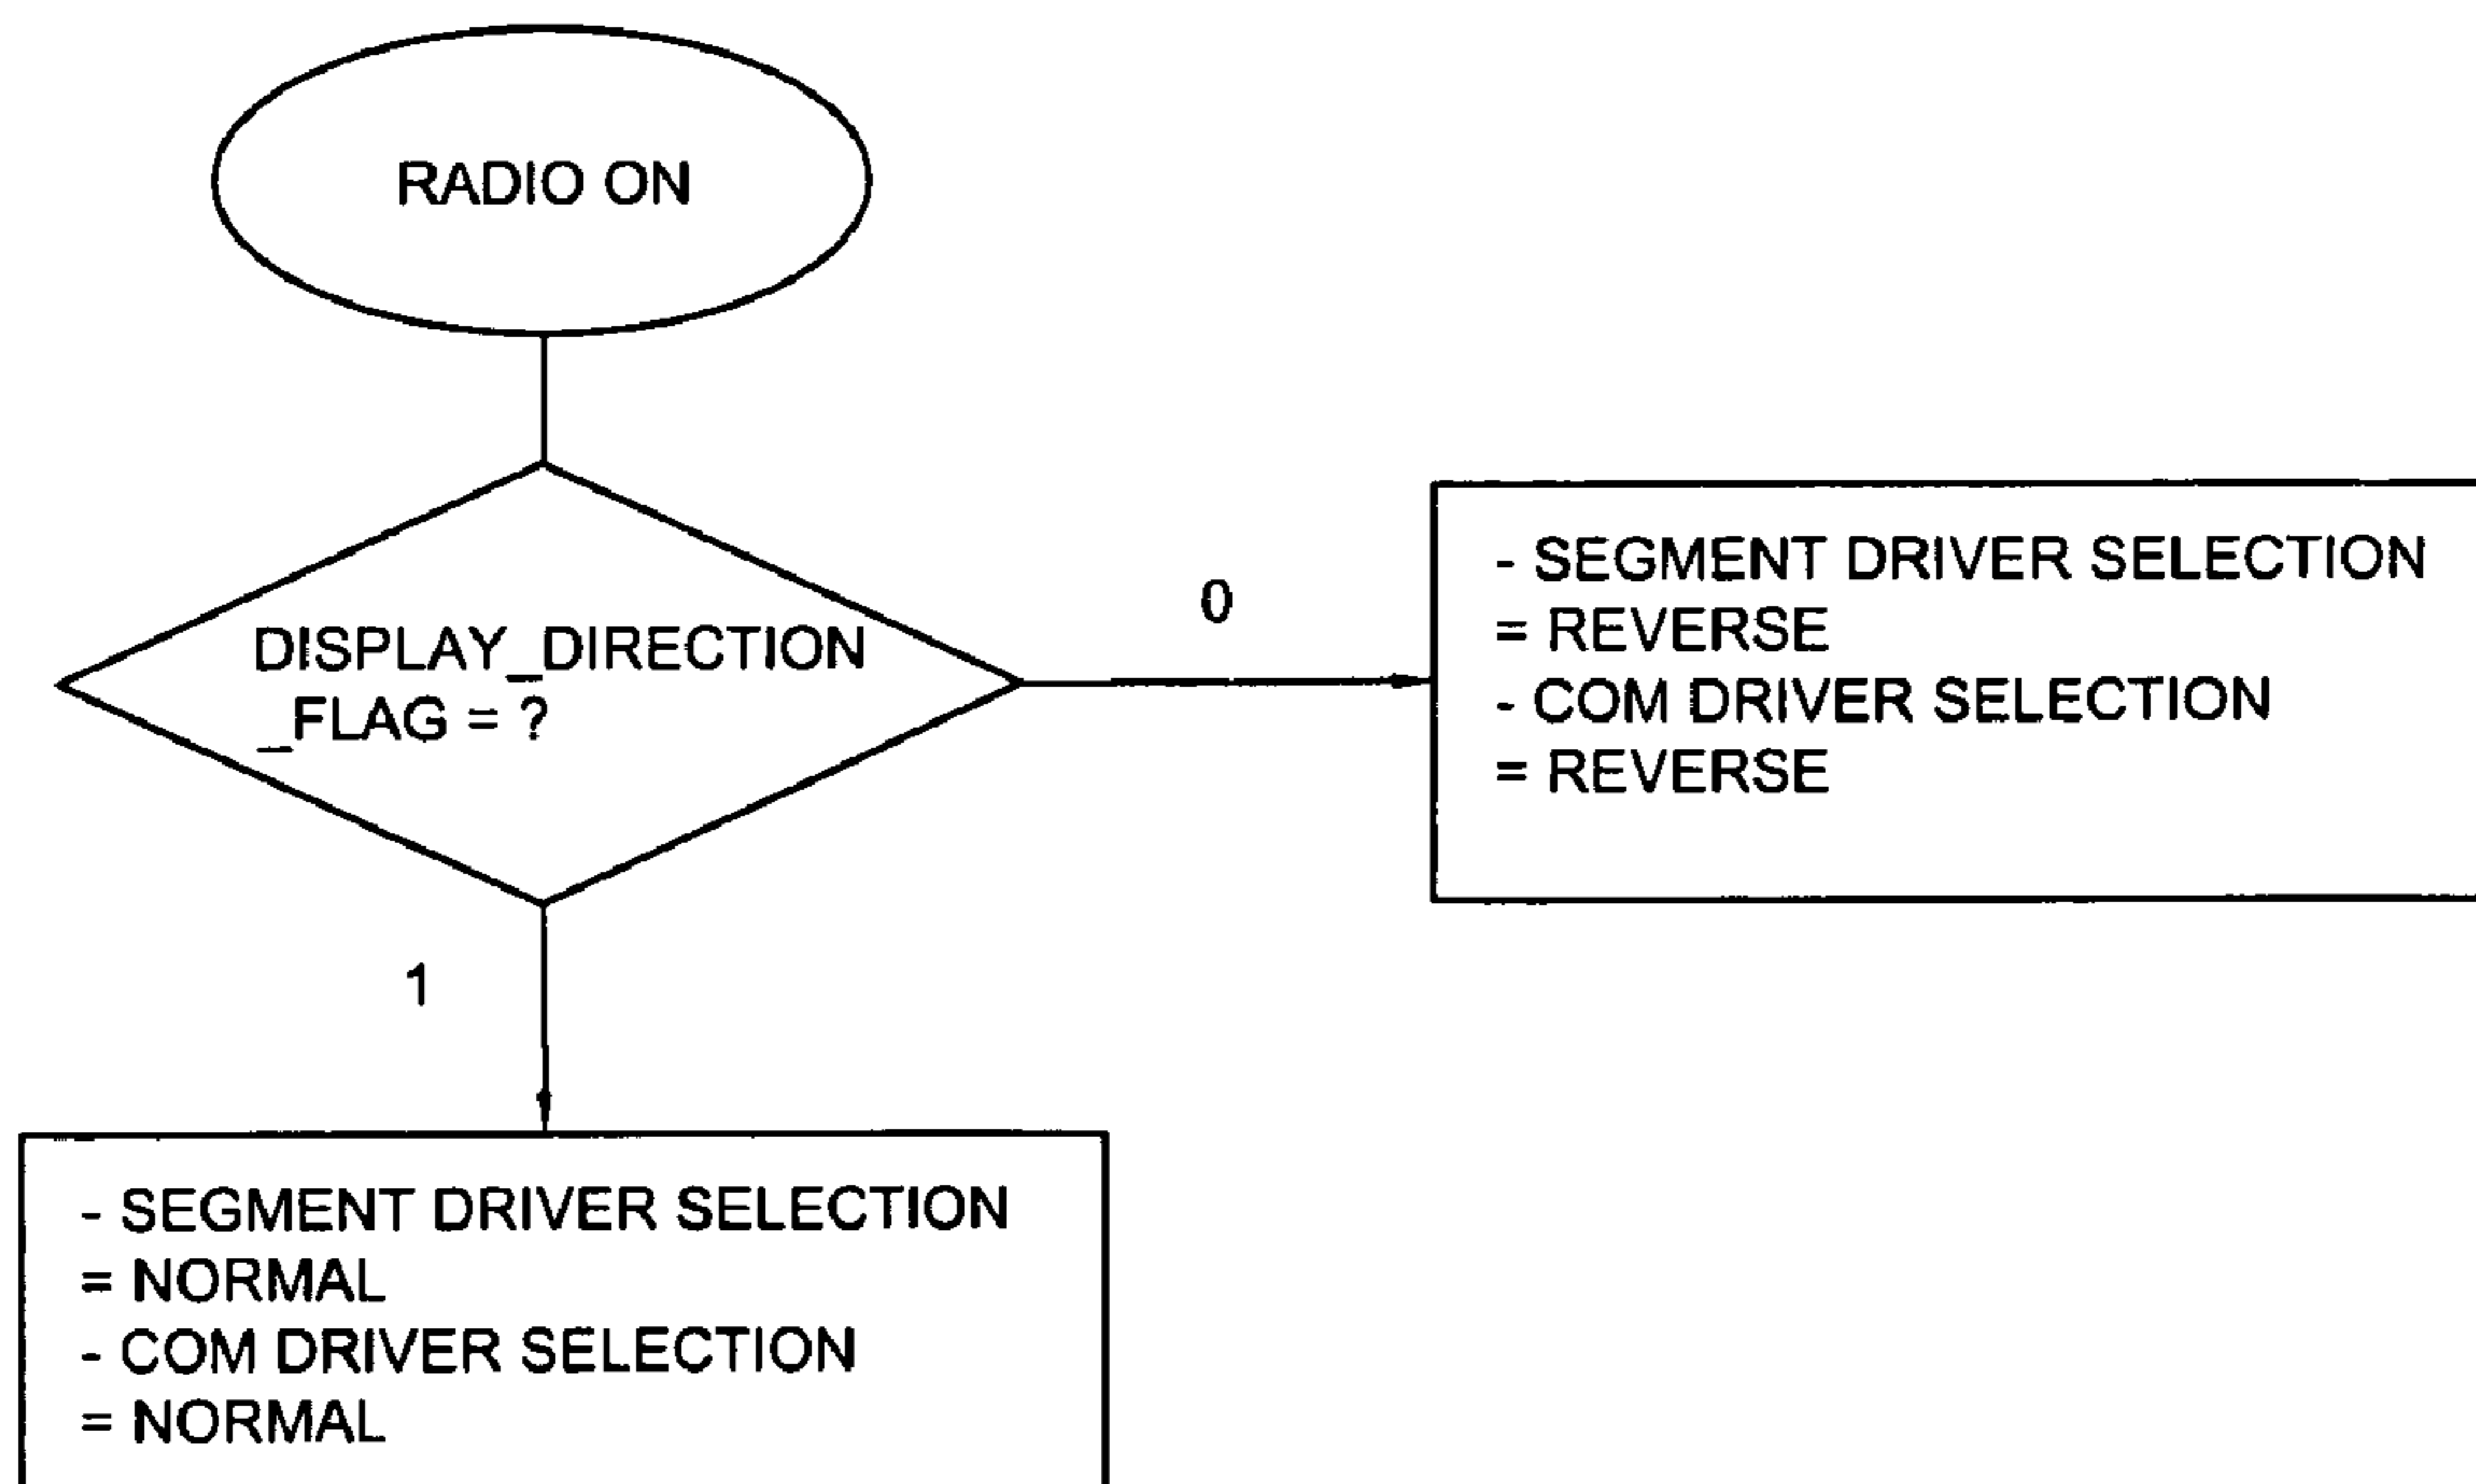 RADIO ON
DISPLAY_DIRECTION
_FLAG = ?
0
- SEGMENT DRIVER SELECTION
= REVERSE
- COM DRIVER SELECTION
= REVERSE
1
- SEGMENT DRIVER SELECTION
= NORMAL
- COM DRIVER SELECTION
= NORMAL